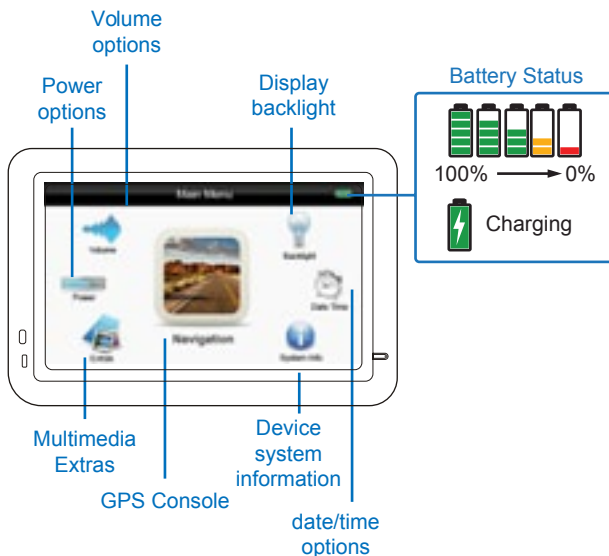 Volume
options
Power
options
Display
backlight
Battery Status
100%
0%
Charging
Main Menu
Volume
Backlight
Power
Date Time
Extras
Navigation
System Info
Multimedia
Extras
GPS Console
Device
system
information
date/time
options